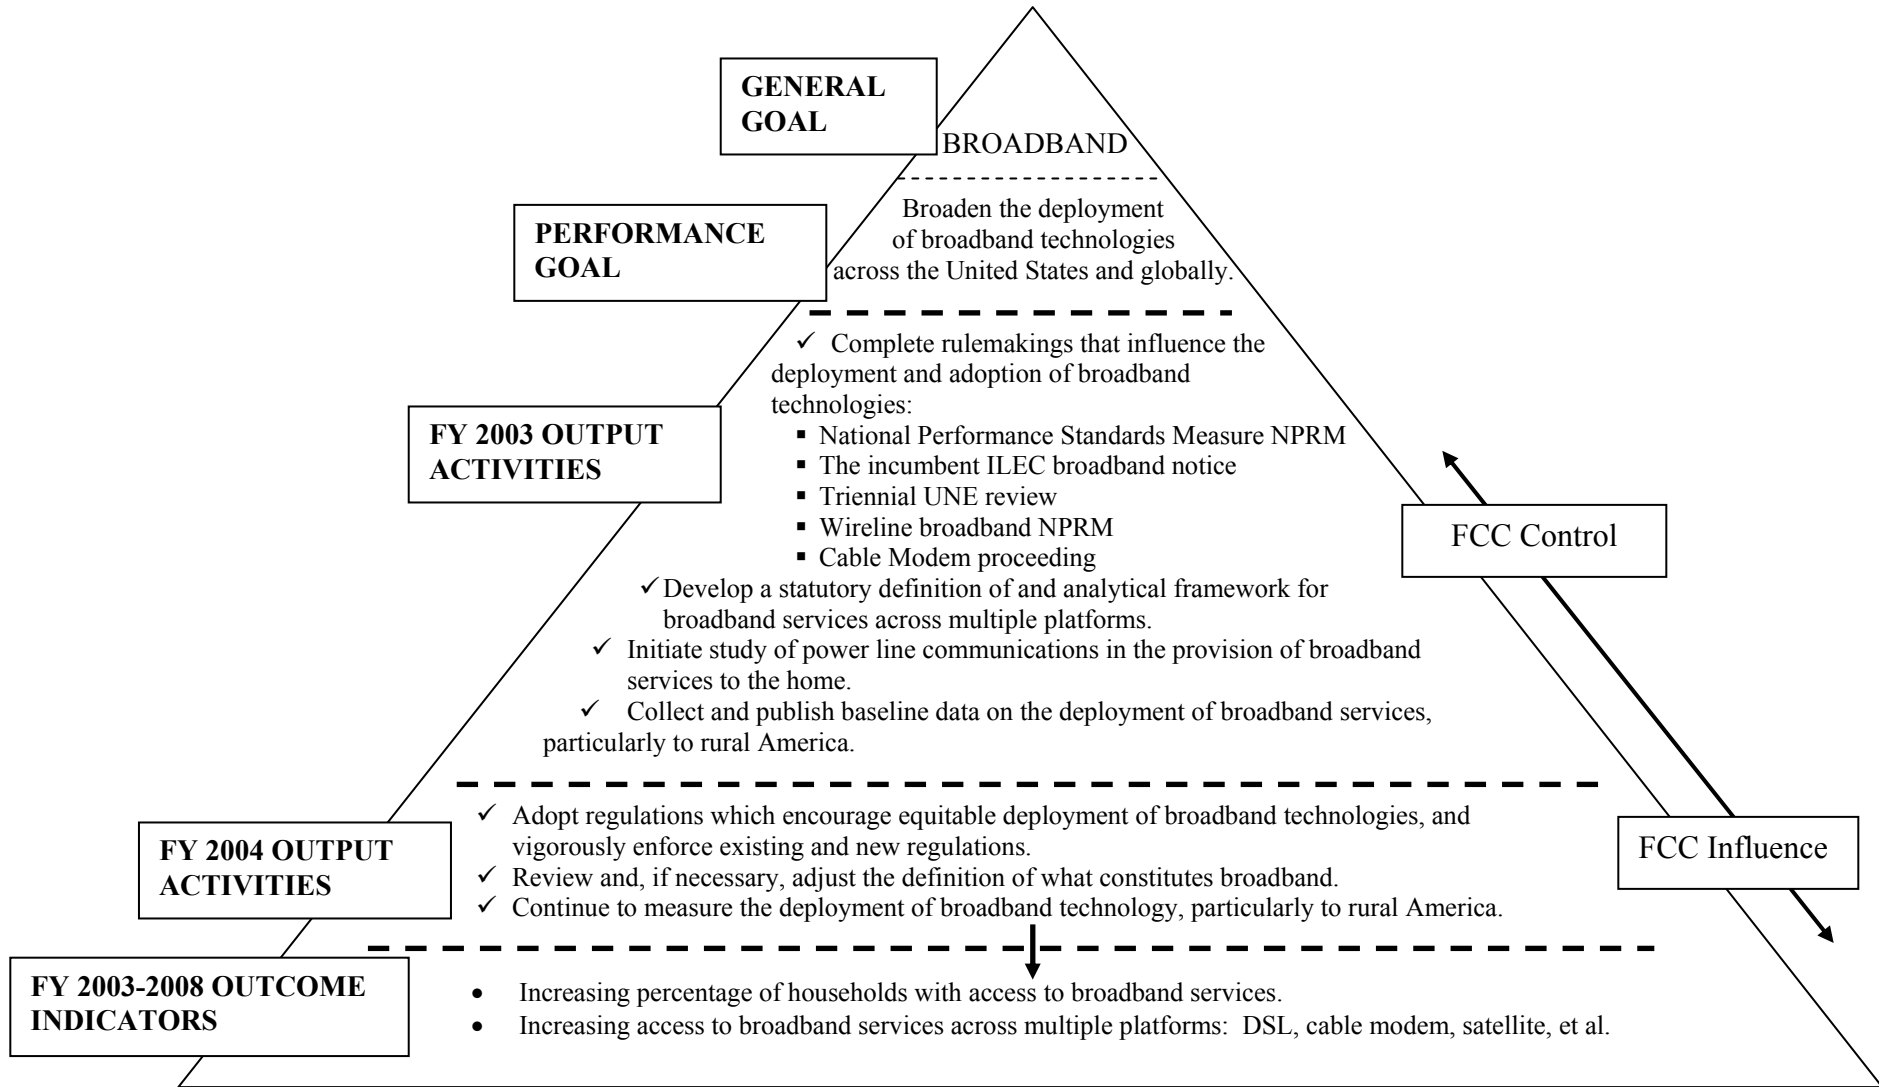 GENERAL
GOAL
BROADBAND
PERFORMANCE
GOAL
Broaden the deployment
of broadband technologies
across the United States and globally.
FY 2003 OUTPUT
ACTIVITIES
✓ Complete rulemakings that influence the
deployment and adoption of broadband
technologies:
▪ National Performance Standards Measure NPRM
▪ The incumbent ILEC broadband notice
▪ Triennial UNE review
▪ Wireline broadband NPRM
▪ Cable Modem proceeding
✓ Develop a statutory definition of and analytical framework for
broadband services across multiple platforms.
✓ Initiate study of power line communications in the provision of broadband
services to the home.
✓ Collect and publish baseline data on the deployment of broadband services,
particularly to rural America.
FCC Control
FY 2004 OUTPUT
ACTIVITIES
✓ Adopt regulations which encourage equitable deployment of broadband technologies, and
vigorously enforce existing and new regulations.
✓ Review and, if necessary, adjust the definition of what constitutes broadband.
✓ Continue to measure the deployment of broadband technology, particularly to rural America.
FCC Influence
FY 2003-2008 OUTCOME
INDICATORS
• Increasing percentage of households with access to broadband services.
• Increasing access to broadband services across multiple platforms: DSL, cable modem, satellite, et al.